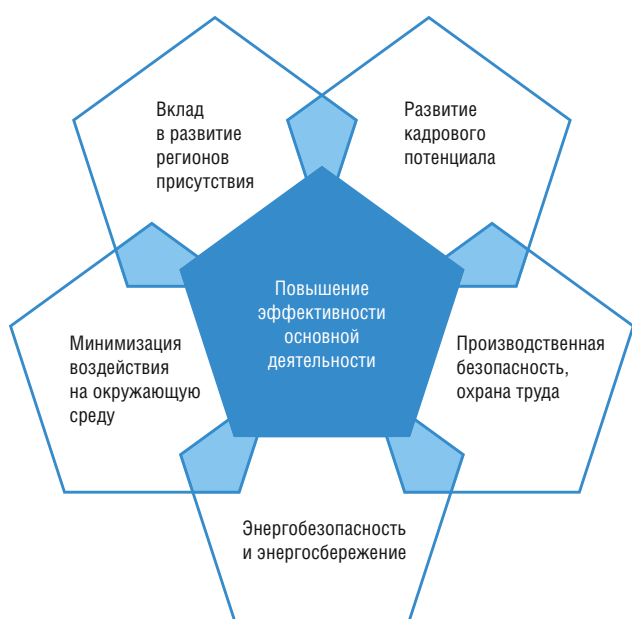 Вклад
в развитие
регионов
присутствия
Развитие
кадрового
потенциала
Повышение
эффективности
основной
деятельности
Минимизация
воздействия
на окружающую
среду
Производственная
безопасность,
охрана труда
Энергобезопасность
и энергосбережение